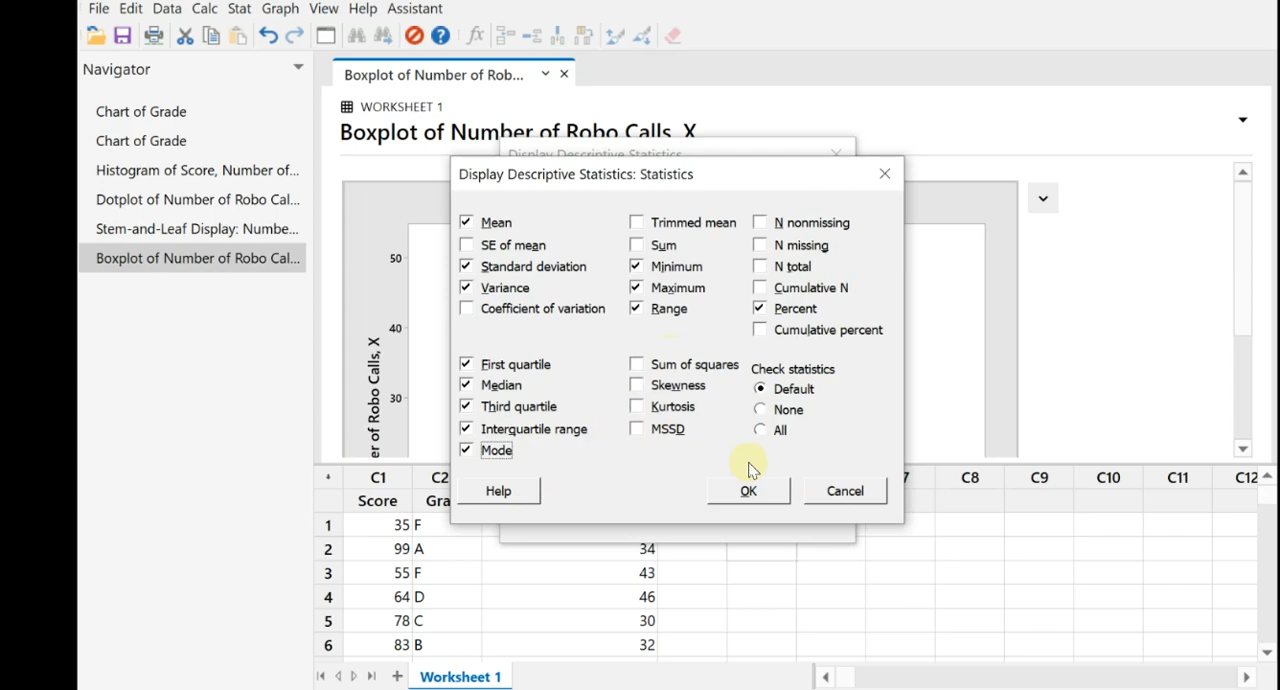 File Edit Data Calc Stat Graph View Help Assistant
fx
Navigator
Boxplot of Number of Rob...
Chart of Grade
Chart of Grade
Histogram of Score, Number of...
Dotplot of Number of Robo Cal...
Stem-and-Leaf Display: Numbe...
Boxplot of Number of Robo Cal...
WORKSHEET 1
Boxplot of Number of Robo Calls, X
Display Descriptive Statistics
Display Descriptive Statistics: Statistics
Mean Trimmed mean N nonmissing
SE of mean Sum N missing
Standard deviation Minimum N total
Variance Maximum Cumulative N
Coefficient of variation Range Percent
Cumulative percent
First quartile Sum of squares Check statistics
Median Skewness Default
Third quartile Kurtosis None
Interquartile range MSSD All
Mode
Help OK Cancel
50
40
30
er of Robo Calls, X
C1 C2 7 C8 C9 C10 C11 C12
Score Gra
1 35 F
2 99 A 34
3 55 F 43
4 64 D 46
5 78 C 30
6 83 B 32
Worksheet 1